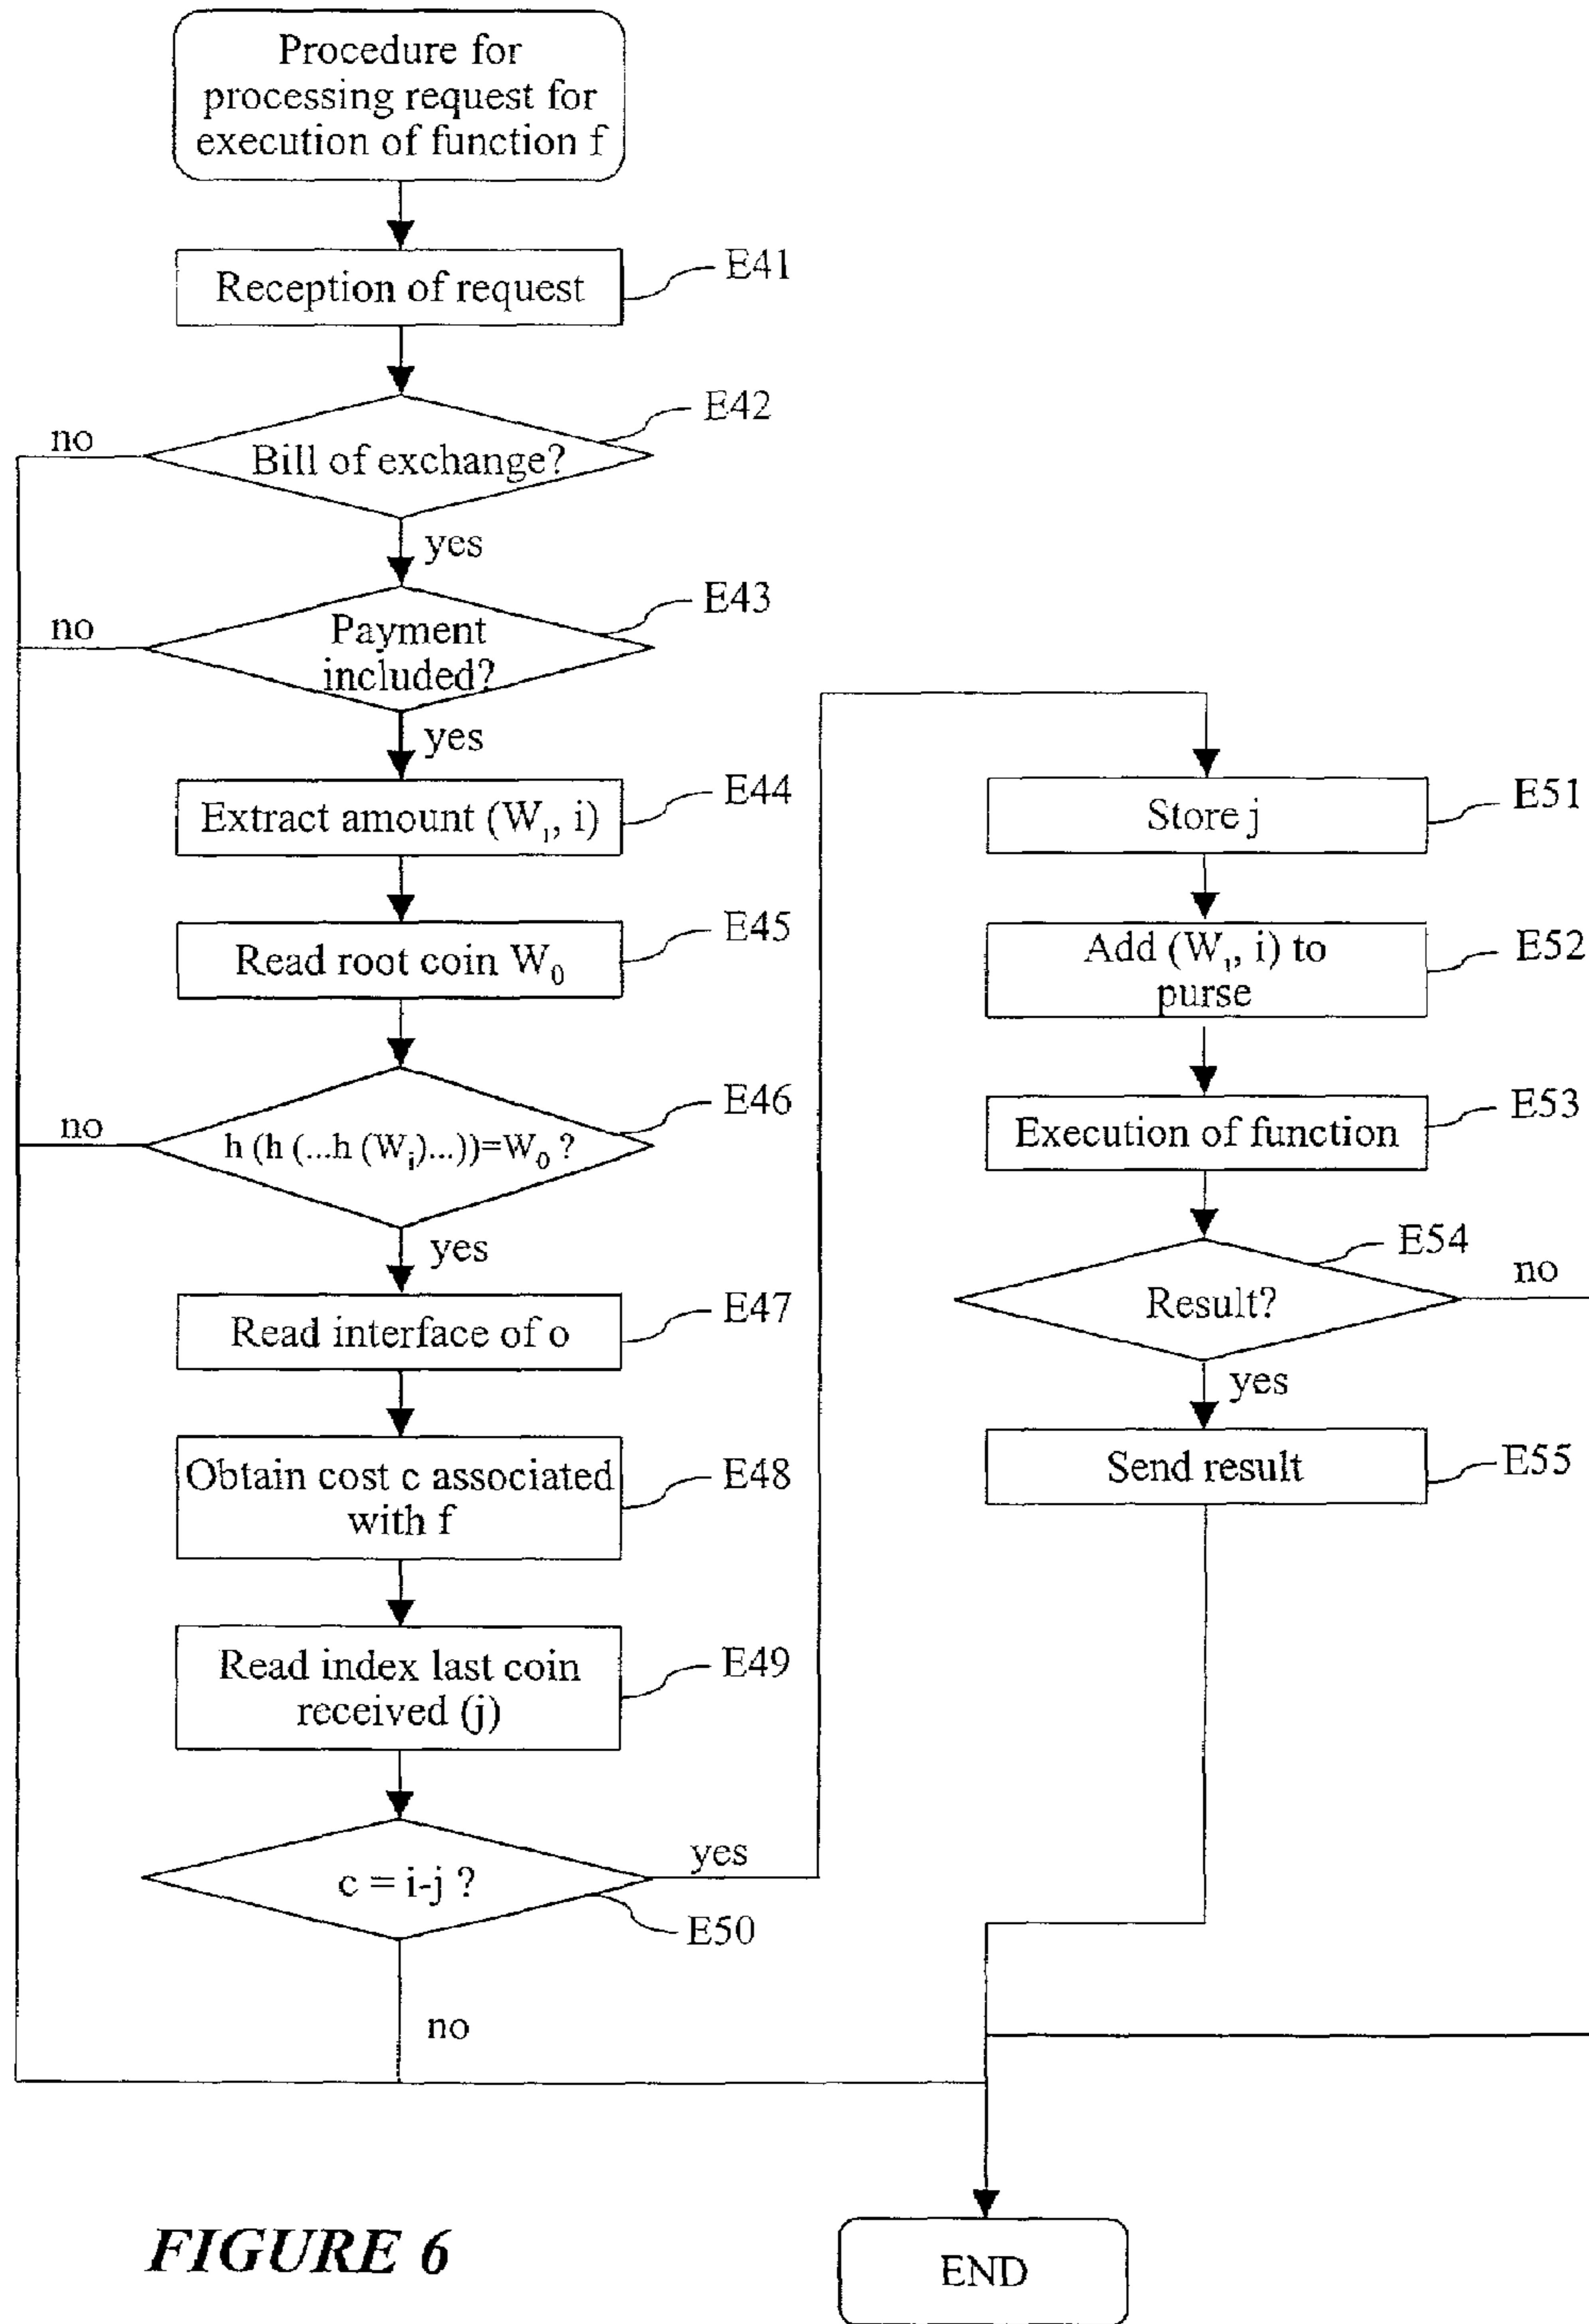 Procedure for
processing request for
execution of function f
Reception of request
E41
E42
no
Bill of exchange?
yes
E43
no
Payment
included?
yes
Extract amount (W₁, i)
E44
Read root coin W₀
E45
E46
no
h (h (...h (Wᵢ)...))=W₀ ?
yes
Read interface of o
E47
Obtain cost c associated
with f
E48
Read index last coin
received (j)
E49
c = i-j ?
yes
E50
no
Store j
E51
Add (W₁, i) to
purse
E52
Execution of function
E53
E54
Result?
no
yes
Send result
E55
FIGURE 6
END